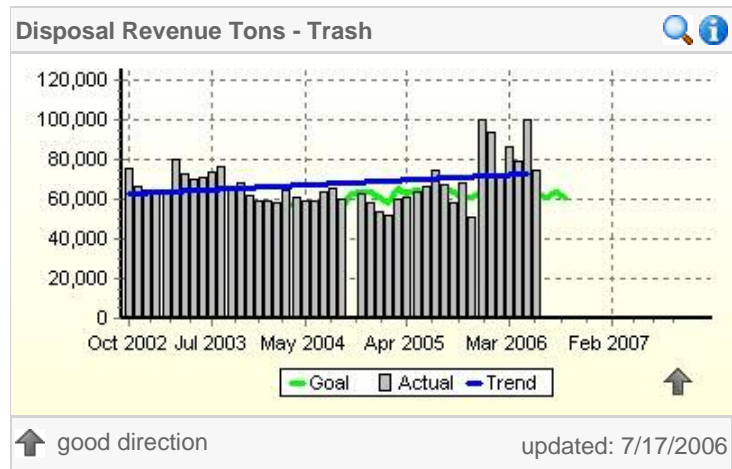 Disposal Revenue Tons - Trash
120,000
100,000
80,000
60,000
40,000
20,000
0
Oct 2002 Jul 2003 May 2004 Apr 2005 Mar 2006 Feb 2007
Goal Actual Trend
good direction updated: 7/17/2006